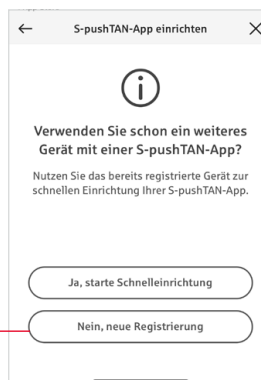 S-pushTAN-App einrichten
Verwenden Sie schon ein weiteres
Gerät mit einer S-pushTAN-App?
Nutzen Sie das bereits registrierte Gerät zur
schnellen Einrichtung Ihrer S-pushTAN-App.
Ja, starte Schnelleinrichtung
Nein, neue Registrierung